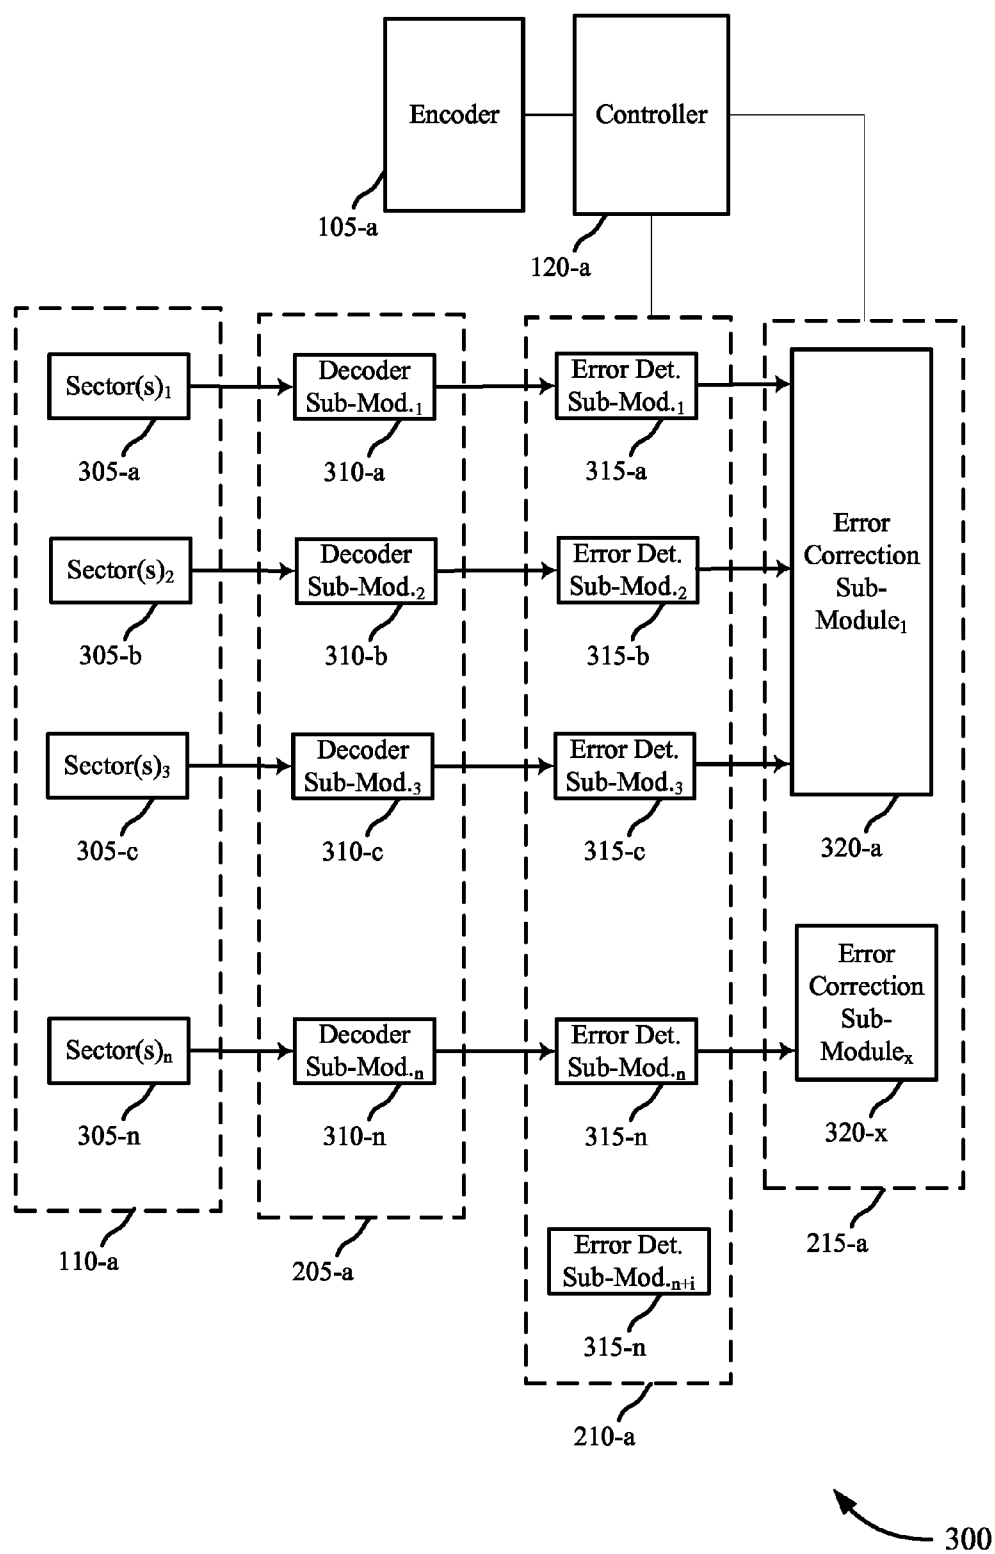 Encoder
Controller
105-a
120-a
Sector(s)₁
Decoder
Sub-Mod.₁
Error Det.
Sub-Mod.₁
305-a
310-a
315-a
Sector(s)₂
Decoder
Sub-Mod.₂
Error Det.
Sub-Mod.₂
Error
Correction
Sub-
Module₁
305-b
310-b
315-b
Sector(s)₃
Decoder
Sub-Mod.₃
Error Det.
Sub-Mod.₃
305-c
310-c
315-c
320-a
Sector(s)ₙ
Decoder
Sub-Mod.ₙ
Error Det.
Sub-Mod.ₙ
Error
Correction
Sub-
Moduleₓ
305-n
310-n
315-n
320-x
110-a
205-a
Error Det.
Sub-Mod.ₙ₊ᵢ
215-a
315-n
210-a
300